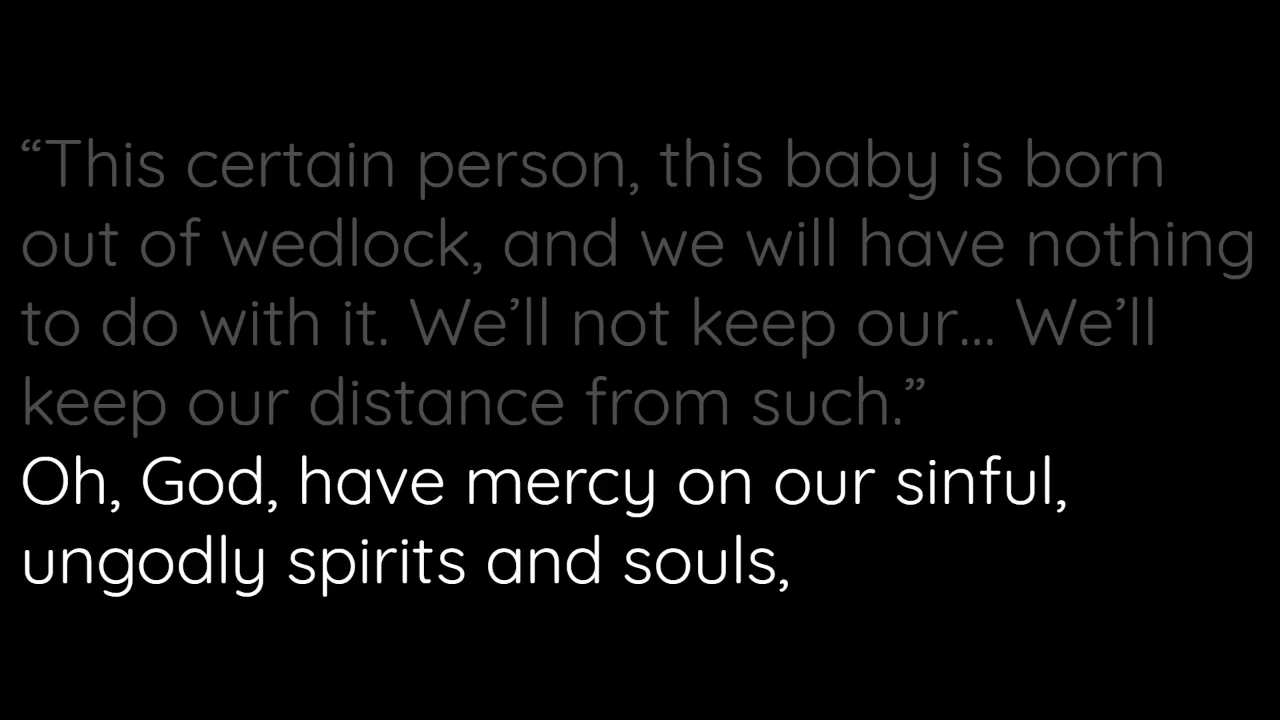 “This certain person, this baby is born
out of wedlock, and we will have nothing
to do with it. We’ll not keep our... We’ll
keep our distance from such.”
Oh, God, have mercy on our sinful,
ungodly spirits and souls,